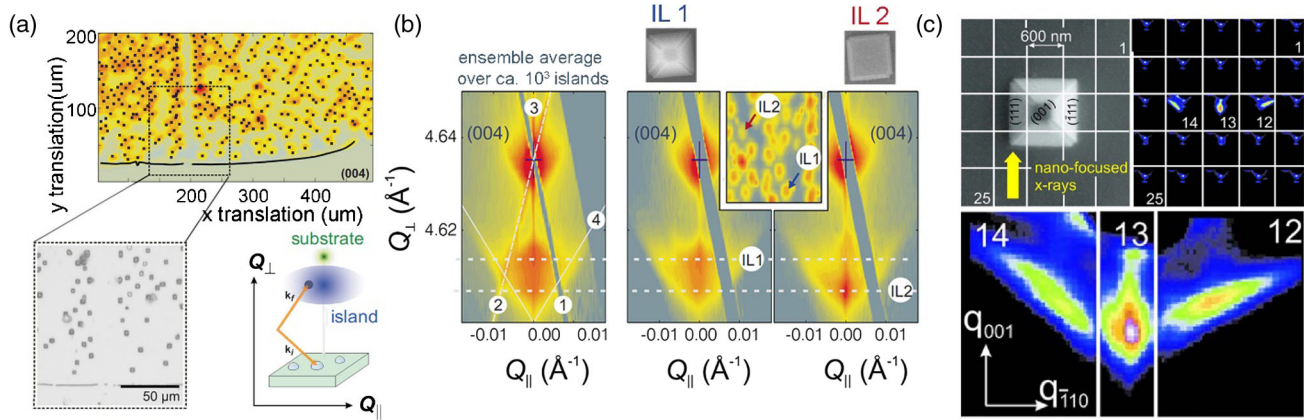 (a)
200
100
y translation(um)
100
200
300
400
x translation (um)
(004)
50 µm
substrate
Q⊥
kf
island
ki
Q||
(b)
IL 1
IL 2
ensemble average
over ca. 10³ islands
(004)
3
4
2
1
4.64
4.62
Q⊥ (Å⁻¹)
-0.01 0.00 0.01
Q|| (Å⁻¹)
IL2
IL1
(004)
IL1
IL2
-0.01 0.00 0.01
Q|| (Å⁻¹)
-0.01 0.00 0.01
Q|| (Å⁻¹)
(c)
600 nm
1
(001)
25
nano-focused
x-rays
1
14 13 12
25
14 13 12
q001
q1̄10